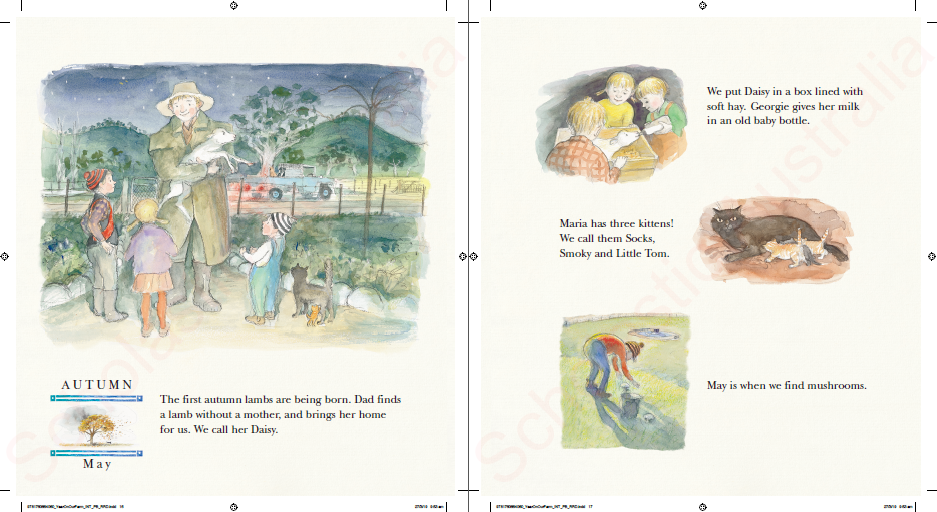 AUTUMN
May
The first autumn lambs are being born. Dad finds
a lamb without a mother, and brings her home
for us. We call her Daisy.
We put Daisy in a box lined with
soft hay. Georgie gives her milk
in an old baby bottle.
Maria has three kittens!
We call them Socks,
Smoky and Little Tom.
May is when we find mushrooms.
Scholastic Australia